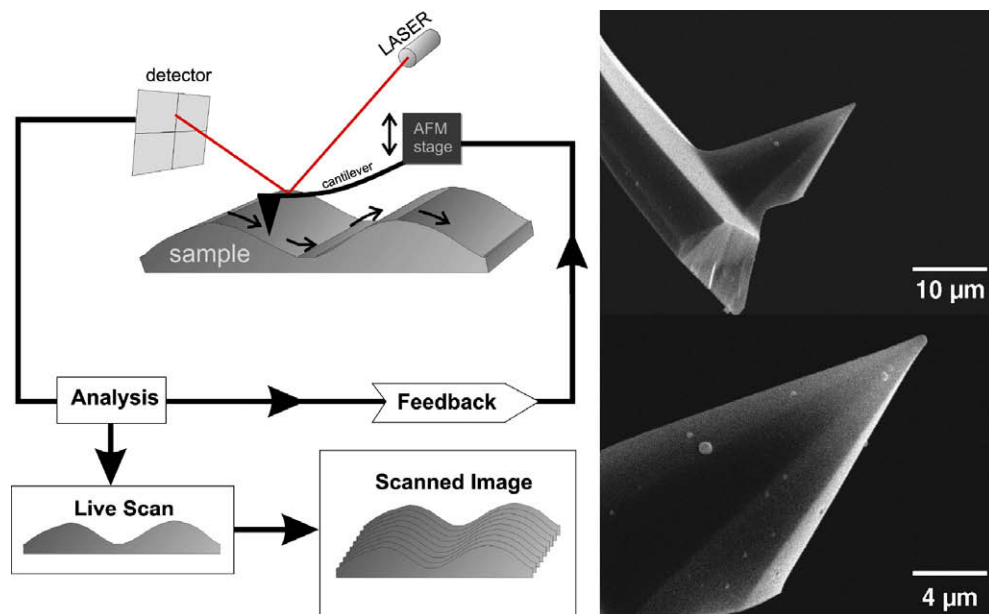 LASER
detector
AFM
stage
cantilever
sample
Analysis
Feedback
Live Scan
Scanned Image
10 µm
4 µm